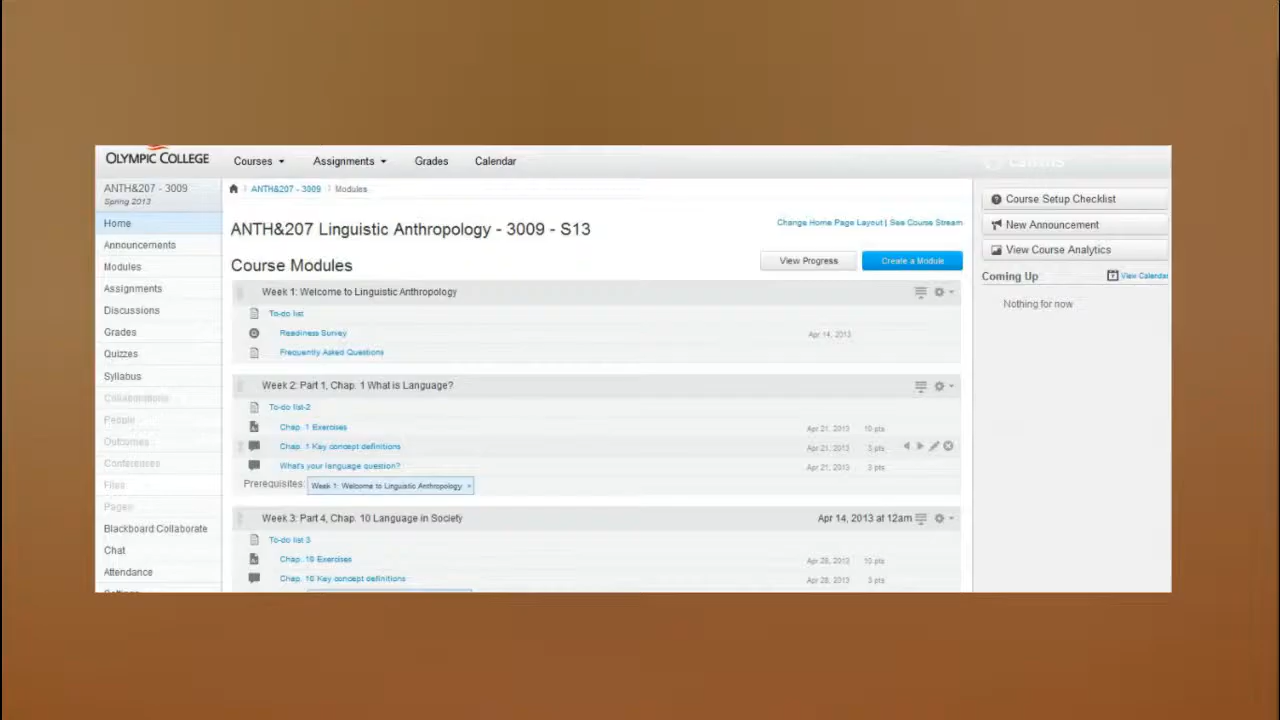 OLYMPIC COLLEGE
Courses
Assignments
Grades
Calendar
canvas
ANTH&207 - 3009
Spring 2013
Home
Announcements
Modules
Assignments
Discussions
Grades
Quizzes
Syllabus
Collaborations
People
Outcomes
Conferences
Files
Pages
Blackboard Collaborate
Chat
Attendance
Settings
ANTH&207 - 3009 Modules
ANTH&207 Linguistic Anthropology - 3009 - S13
Change Home Page Layout | See Course Stream
Course Modules
View Progress
Create a Module
Week 1: Welcome to Linguistic Anthropology
To-do list
Readiness Survey Apr 14, 2013
Frequently Asked Questions
Week 2: Part 1, Chap. 1 What is Language?
To-do list-2
Chap. 1 Exercises Apr 21, 2013 10 pts
Chap. 1 Key concept definitions Apr 21, 2013 3 pts
What's your language question? Apr 21, 2013 3 pts
Prerequisites: Week 1: Welcome to Linguistic Anthropology ×
Week 3: Part 4, Chap. 10 Language in Society Apr 14, 2013 at 12am
To-do list 3
Chap. 10 Exercises Apr 28, 2013 10 pts
Chap. 10 Key concept definitions Apr 28, 2013 3 pts
Course Setup Checklist
New Announcement
View Course Analytics
Coming Up
View Calendar
Nothing for now